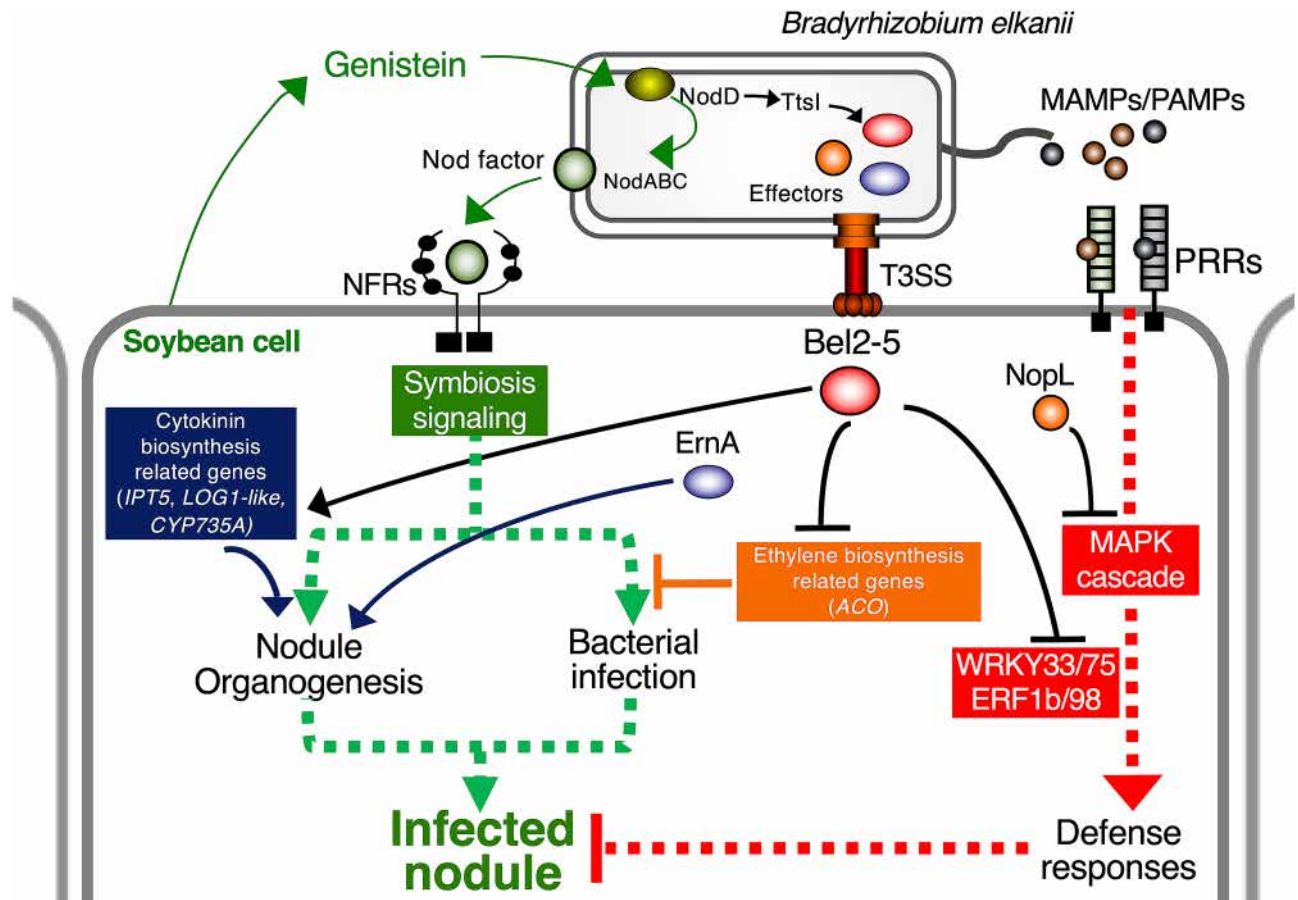 Bradyrhizobium elkanii
Genistein
NodD
TtsI
MAMPs/PAMPs
Nod factor
NodABC
Effectors
NFRs
T3SS
PRRs
Soybean cell
Bel2-5
Symbiosis
signaling
NopL
Cytokinin
biosynthesis
related genes
(IPT5, LOG1-like,
CYP735A)
ErnA
MAPK
cascade
Ethylene biosynthesis
related genes
(ACO)
Nodule
Organogenesis
Bacterial
infection
WRKY33/75
ERF1b/98
Infected
nodule
Defense
responses